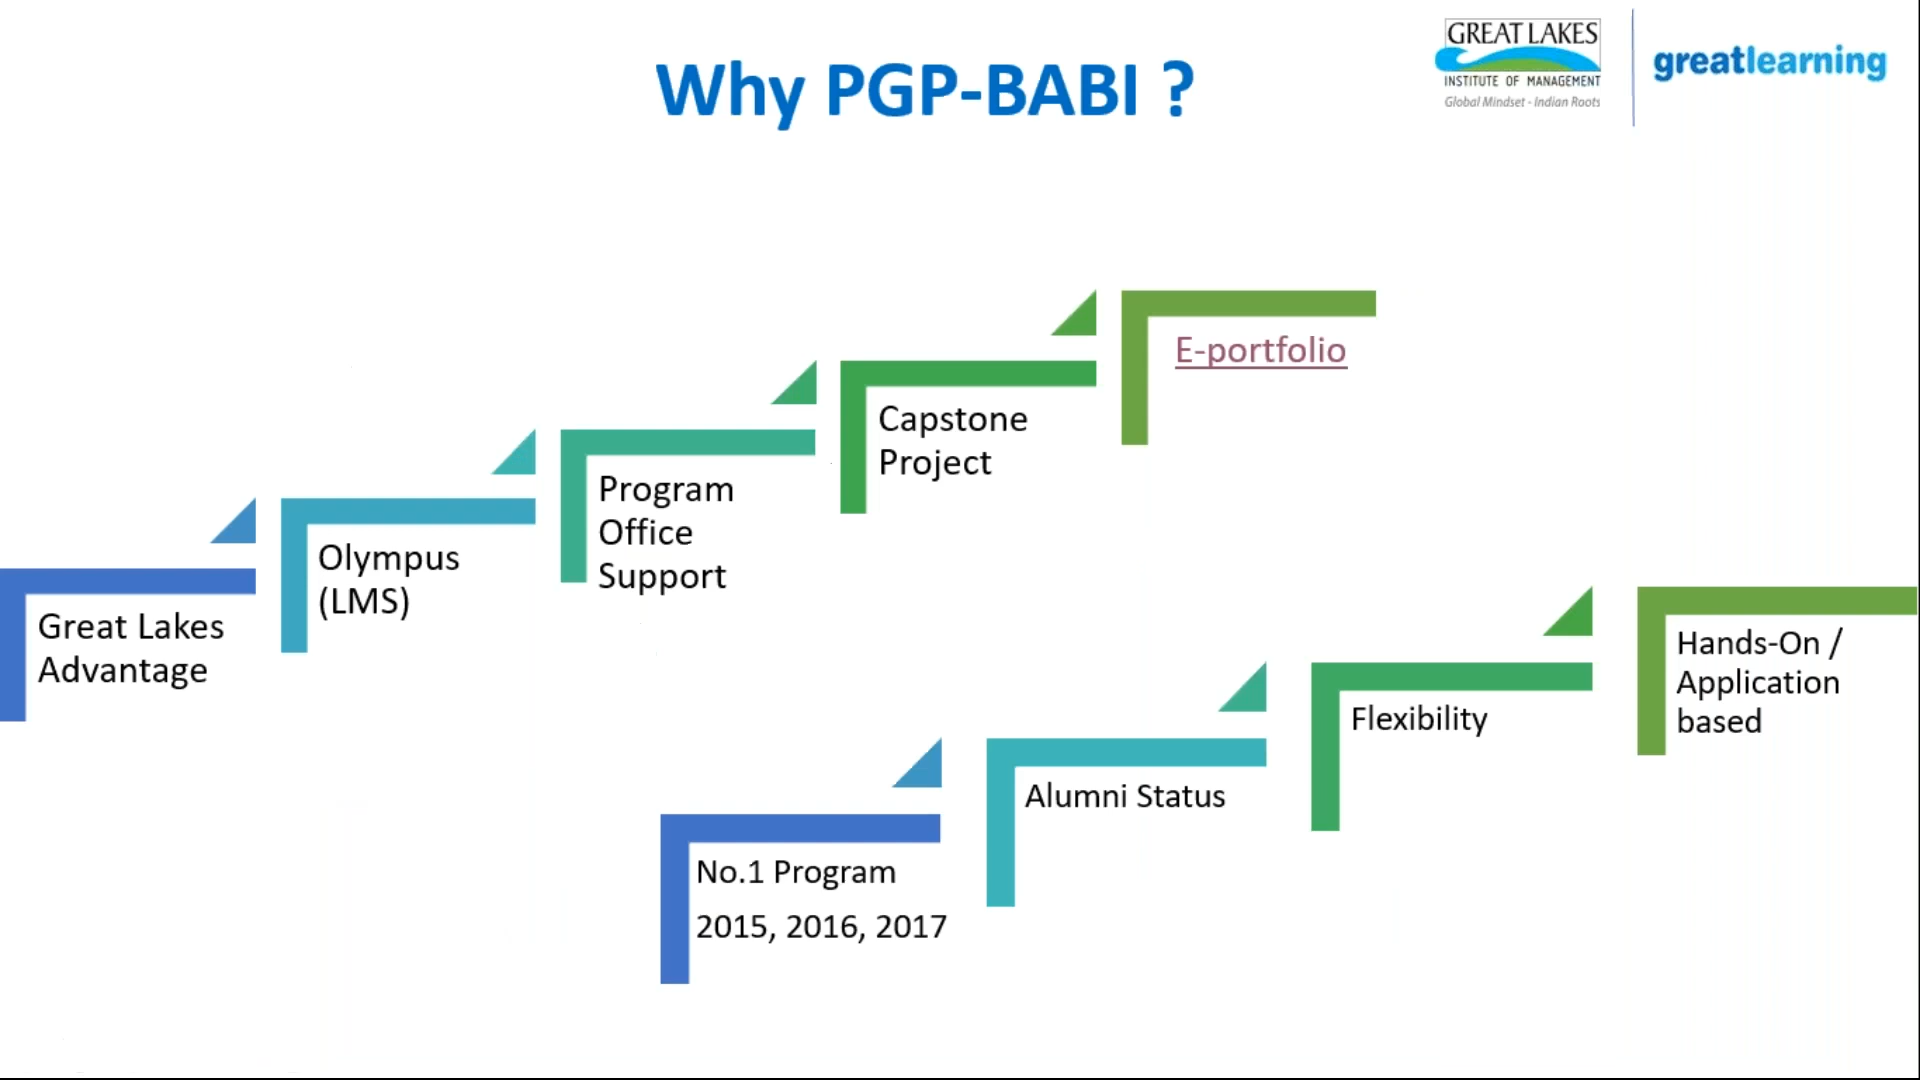 Why PGP-BABI ?
GREAT LAKES
INSTITUTE OF MANAGEMENT
Global Mindset - Indian Roots
greatlearning
Great Lakes
Advantage
Olympus
(LMS)
Program
Office
Support
Capstone
Project
E-portfolio
No.1 Program
2015, 2016, 2017
Alumni Status
Flexibility
Hands-On /
Application
based